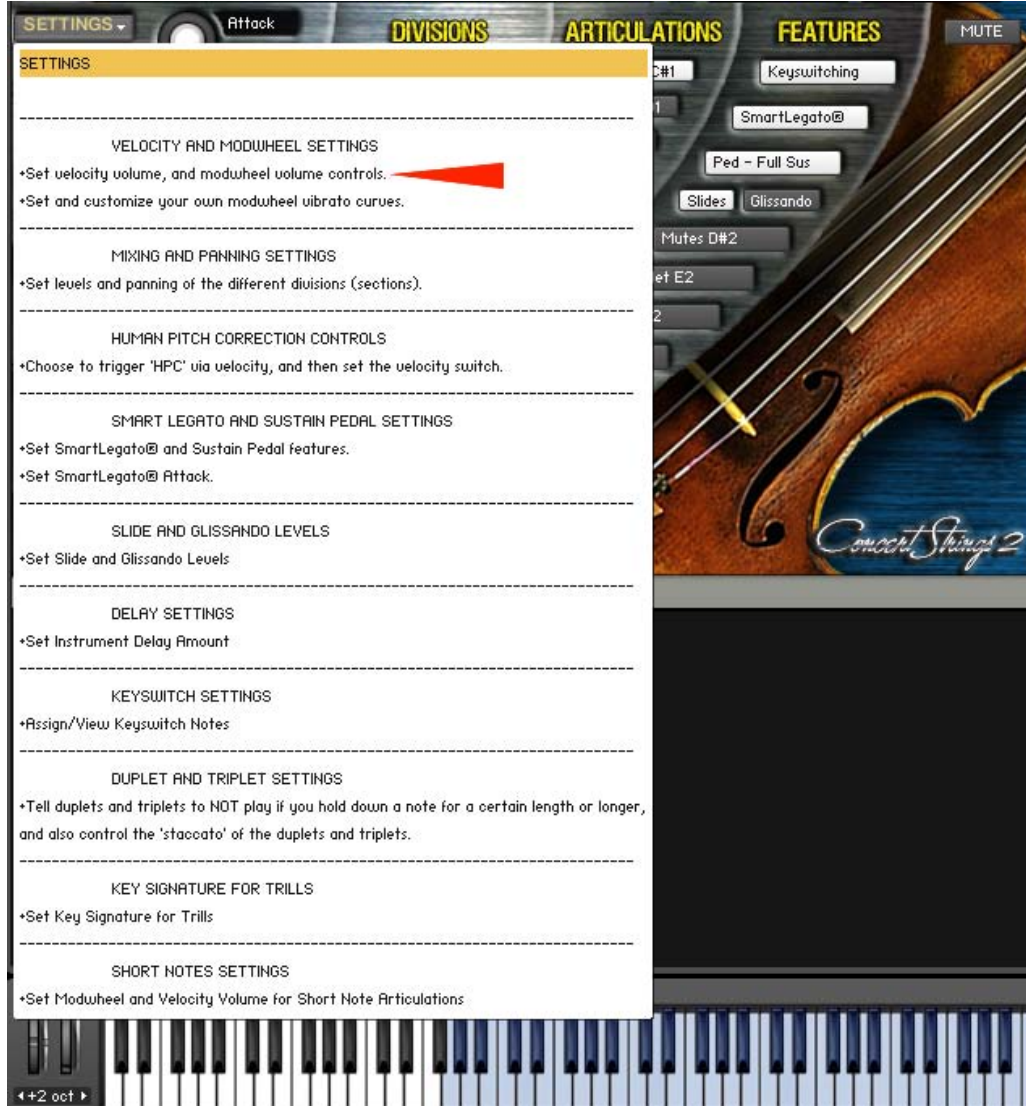 SETTINGS
Attack
DIVISIONS
ARTICULATIONS
FEATURES
MUTE
SETTINGS
C#1
Keyswitching
1
SmartLegato®
Ped - Full Sus
Slides
Glissando
Mutes D#2
et E2
2
------------------------------------------------------------
VELOCITY AND MODWHEEL SETTINGS
+Set velocity volume, and modwheel volume controls.
+Set and customize your own modwheel vibrato curves.
------------------------------------------------------------
MIXING AND PANNING SETTINGS
+Set levels and panning of the different divisions (sections).
------------------------------------------------------------
HUMAN PITCH CORRECTION CONTROLS
+Choose to trigger 'HPC' via velocity, and then set the velocity switch.
------------------------------------------------------------
SMART LEGATO AND SUSTAIN PEDAL SETTINGS
+Set SmartLegato® and Sustain Pedal features.
+Set SmartLegato® Attack.
------------------------------------------------------------
SLIDE AND GLISSANDO LEVELS
+Set Slide and Glissando Levels
------------------------------------------------------------
DELAY SETTINGS
+Set Instrument Delay Amount
------------------------------------------------------------
KEYSWITCH SETTINGS
+Assign/View Keyswitch Notes
------------------------------------------------------------
DUPLET AND TRIPLET SETTINGS
+Tell duplets and triplets to NOT play if you hold down a note for a certain length or longer,
and also control the 'staccato' of the duplets and triplets.
------------------------------------------------------------
KEY SIGNATURE FOR TRILLS
+Set Key Signature for Trills
------------------------------------------------------------
SHORT NOTES SETTINGS
+Set Modwheel and Velocity Volume for Short Note Articulations
Concert Strings 2
+2 oct